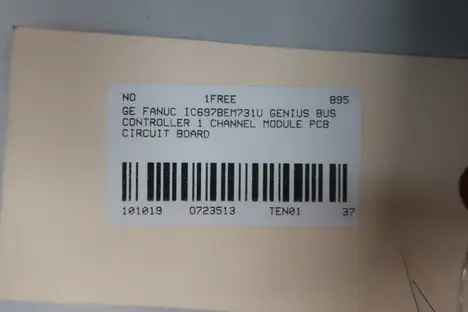 NO 1FREE 895
GE FANUC IC697BEM731U GENIUS BUS
CONTROLLER 1 CHANNEL MODULE PCB
CIRCUIT BOARD
101019 0723513 TEN01 37